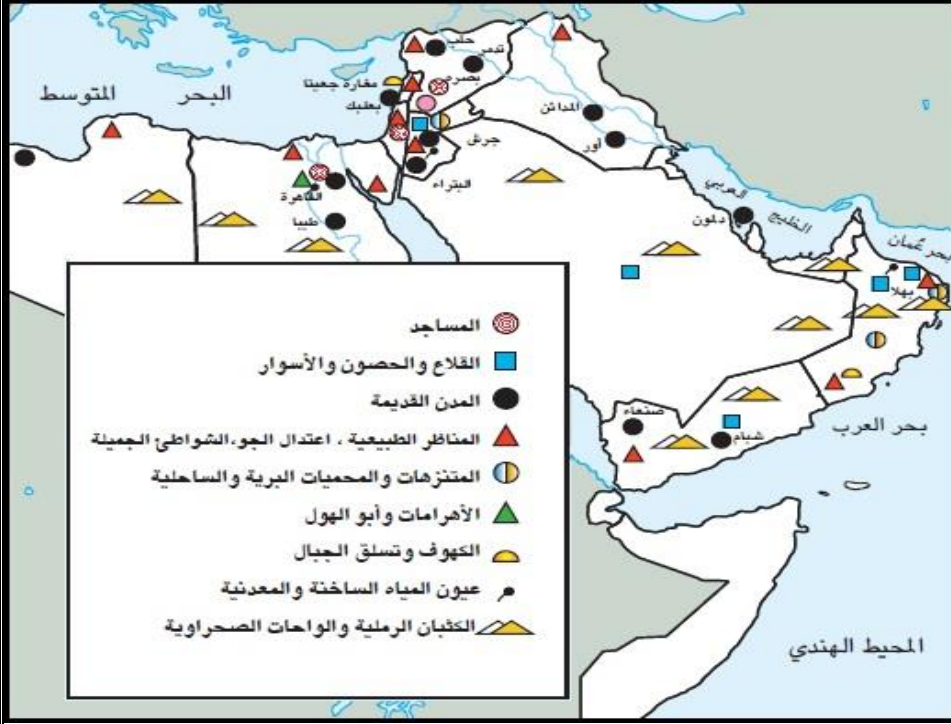 حلب
تدمر
بصرى
مغارة جعيتا
بعلبك
البحر المتوسط
المدائن
أور
جرش
البتراء
القاهرة
طيبا
الخليج العربي
دلمون
بحر عُمان
بهلا
صنعاء
شبام
بحر العرب
المحيط الهندي
المساجد
القلاع والحصون والأسوار
المدن القديمة
المناظر الطبيعية ، اعتدال الجو،الشواطئ الجميلة
المتنزهات والمحميات البرية والساحلية
الأهرامات وأبو الهول
الكهوف وتسلق الجبال
عيون المياه الساخنة والمعدنية
الكثبان الرملية والواحات الصحراوية